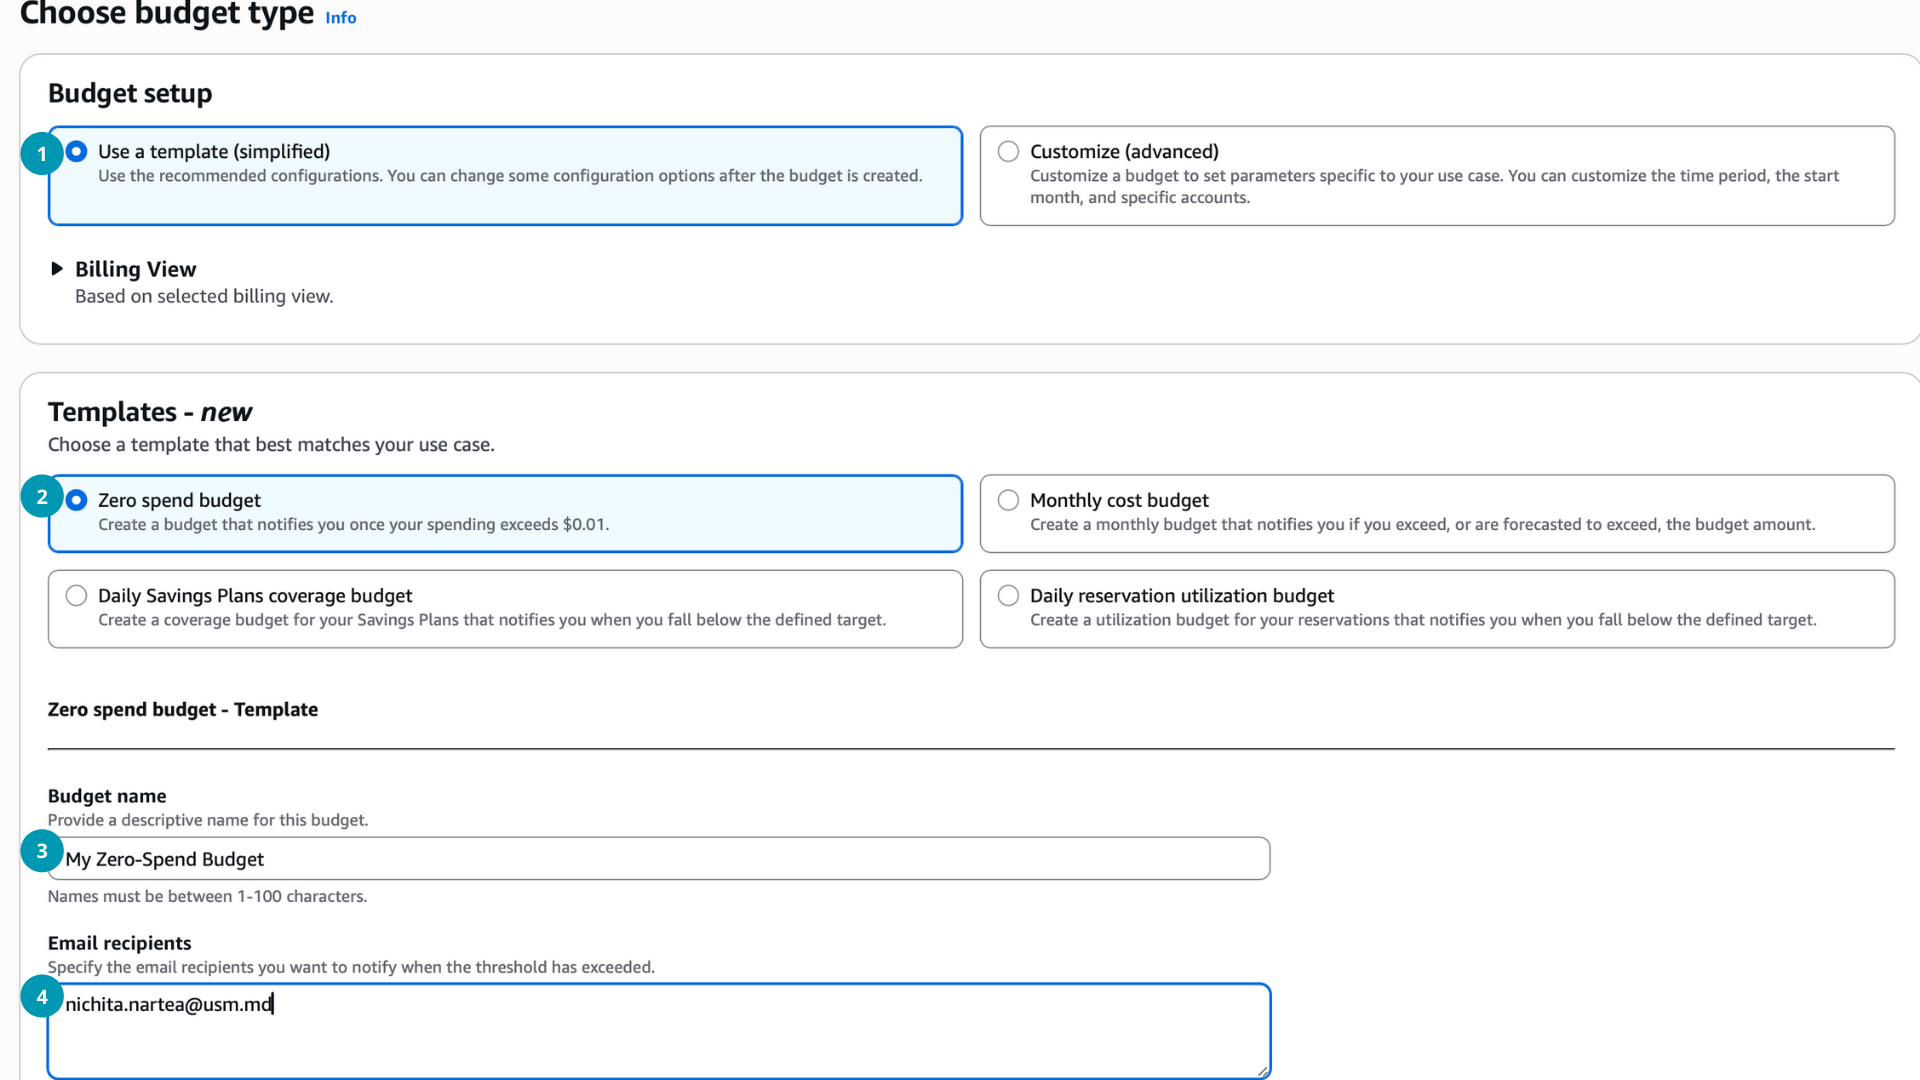 Choose budget type Info
Budget setup
1
Use a template (simplified)
Use the recommended configurations. You can change some configuration options after the budget is created.
Customize (advanced)
Customize a budget to set parameters specific to your use case. You can customize the time period, the start
month, and specific accounts.
Billing View
Based on selected billing view.
Templates - new
Choose a template that best matches your use case.
2
Zero spend budget
Create a budget that notifies you once your spending exceeds $0.01.
Monthly cost budget
Create a monthly budget that notifies you if you exceed, or are forecasted to exceed, the budget amount.
Daily Savings Plans coverage budget
Create a coverage budget for your Savings Plans that notifies you when you fall below the defined target.
Daily reservation utilization budget
Create a utilization budget for your reservations that notifies you when you fall below the defined target.
Zero spend budget - Template
Budget name
Provide a descriptive name for this budget.
3
My Zero-Spend Budget
Names must be between 1-100 characters.
Email recipients
Specify the email recipients you want to notify when the threshold has exceeded.
4
nichita.nartea@usm.md